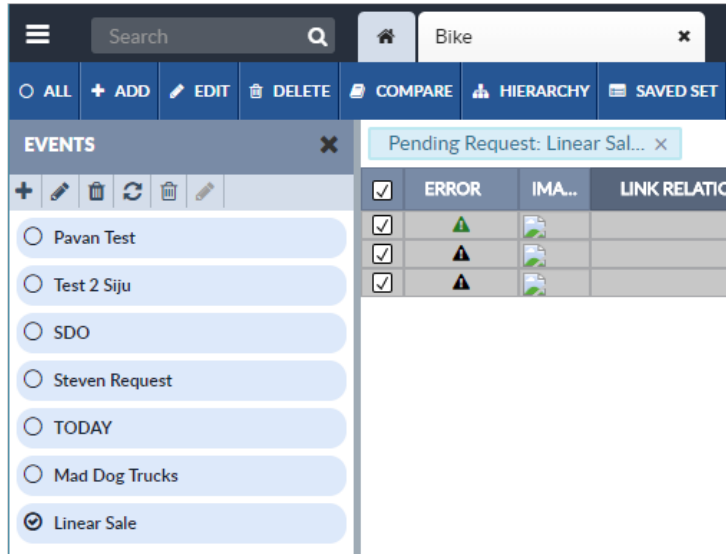 Search
Bike
ALL ADD EDIT DELETE COMPARE HIERARCHY SAVED SET
EVENTS
Pending Request: Linear Sal...
ERROR IMA... LINK RELATIO
Pavan Test
Test 2 Siju
SDO
Steven Request
TODAY
Mad Dog Trucks
Linear Sale